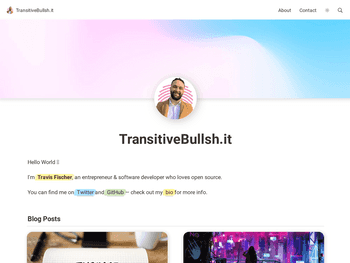 TransitiveBullsh.it
About
Contact
TransitiveBullsh.it
Hello World
I'm Travis Fischer, an entrepreneur & software developer who loves open source.
You can find me on Twitter and GitHub — check out my bio for more info.
Blog Posts